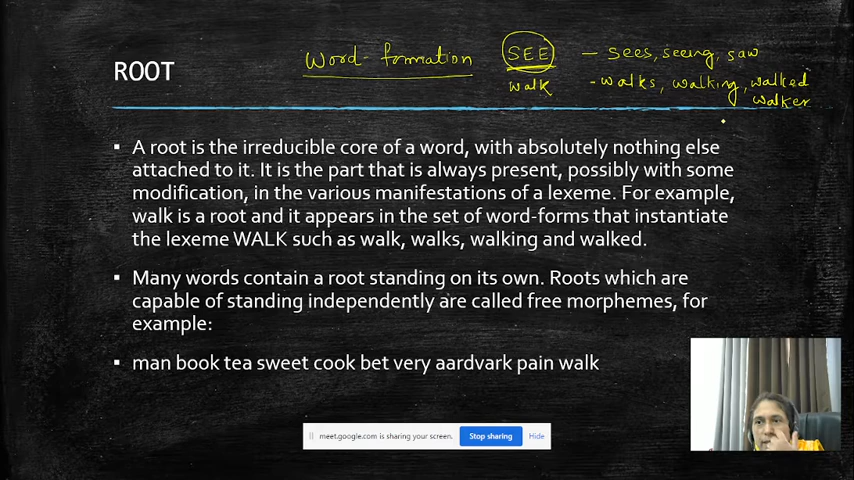 Word-formation SEE - sees, seeing, saw
ROOT walk - walks, walking, walked
walker
▪ A root is the irreducible core of a word, with absolutely nothing else
attached to it. It is the part that is always present, possibly with some
modification, in the various manifestations of a lexeme. For example,
walk is a root and it appears in the set of word-forms that instantiate
the lexeme WALK such as walk, walks, walking and walked.
▪ Many words contain a root standing on its own. Roots which are
capable of standing independently are called free morphemes, for
example:
▪ man book tea sweet cook bet very aardvark pain walk
meet.google.com is sharing your screen. Stop sharing Hide